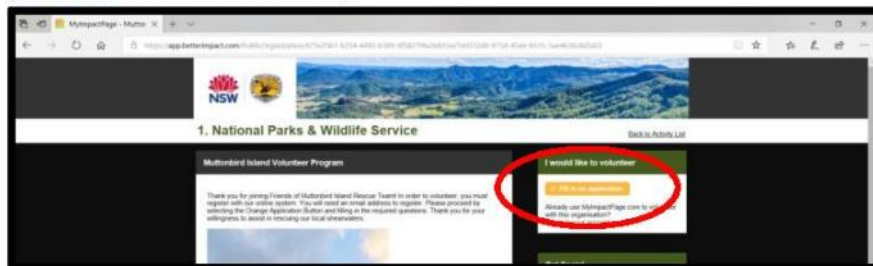 MyImpactPage - Mutto
app.betterimpact.com
NSW
1. National Parks & Wildlife Service
Back to Activity List
Muttonbird Island Volunteer Program
I would like to volunteer
Thank you for joining Friends of Muttonbird Island Rescue Team! In order to volunteer, you must
register with our online system. You will need an email address to register. Please proceed by
selecting the Orange Application Button and filling in the required questions. Thank you for your
willingness to assist in rescuing our local shearwaters.
Fill in an application
Already use MyImpactPage.com to volunteer
with this organisation?